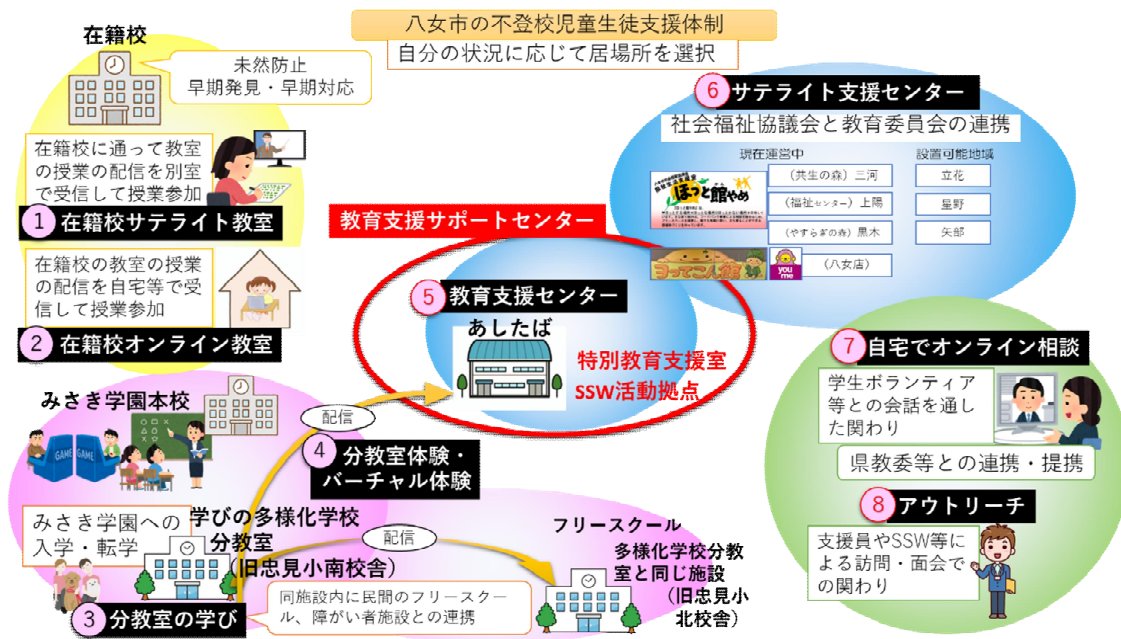 八女市の不登校児童生徒支援体制
自分の状況に応じて居場所を選択
在籍校
未然防止
早期発見・早期対応
在籍校に通って教室
の授業の配信を別室
で受信して授業参加
1 在籍校サテライト教室
在籍校の教室の授業
の配信を自宅等で受
信して授業参加
2 在籍校オンライン教室
みさき学園本校
GAME GAME
みさき学園への
入学・転学
学びの多様化学校
分教室
(旧忠見小南校舎)
3 分教室の学び
同施設内に民間のフリースクー
ル、障がい者施設との連携
配信
4 分教室体験・
バーチャル体験
配信
フリースクール
多様化学校分教
室と同じ施設
(旧忠見小
北校舎)
教育支援サポートセンター
5 教育支援センター
あしたば
特別教育支援室
SSW活動拠点
6 サテライト支援センター
社会福祉協議会と教育委員会の連携
現在運営中
設置可能地域
ほっと館やめ
(共生の森)三河
(福祉センター)上陽
(やすらぎの森)黒木
ヨってこん館
you me
(八女店)
立花
星野
矢部
7 自宅でオンライン相談
学生ボランティア
等との会話を通し
た関わり
県教委等との連携・提携
8 アウトリーチ
支援員やSSW等に
よる訪問・面会で
の関わり